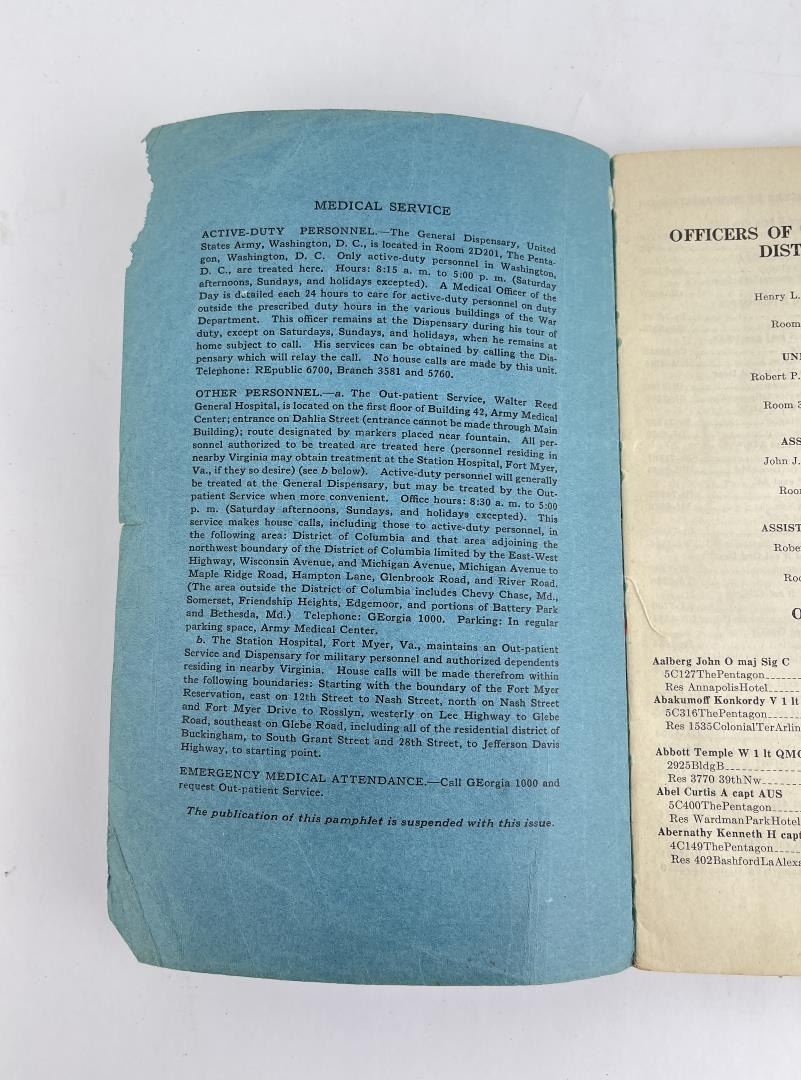 MEDICAL SERVICE
ACTIVE-DUTY PERSONNEL.—The General Dispensary, United
States Army, Washington, D. C., is located in Room 2D201, The Penta-
gon, Washington, D. C. Only active-duty personnel in Washington,
D. C., are treated here. Hours: 8:15 a. m. to 5:00 p. m. (Saturday
afternoons, Sundays, and holidays excepted). A Medical Officer of the
Day is detailed each 24 hours to care for active-duty personnel on duty
outside the prescribed duty hours in the various buildings of the War
Department. This officer remains at the Dispensary during his tour of
duty, except on Saturdays, Sundays, and holidays, when he remains at
home subject to call. His services can be obtained by calling the Dis-
pensary which will relay the call. No house calls are made by this unit.
Telephone: REpublic 6700, Branch 3581 and 5760.
OTHER PERSONNEL.—a. The Out-patient Service, Walter Reed
General Hospital, is located on the first floor of Building 42, Army Medical
Center; entrance on Dahlia Street (entrance cannot be made through Main
Building); route designated by markers placed near fountain. All per-
sonnel authorized to be treated are treated here (personnel residing in
nearby Virginia may obtain treatment at the Station Hospital, Fort Myer,
Va., if they so desire) (see b below). Active-duty personnel will generally
be treated at the General Dispensary, but may be treated by the Out-
patient Service when more convenient. Office hours: 8:30 a. m. to 5:00
p. m. (Saturday afternoons, Sundays, and holidays excepted). This
service makes house calls, including those to active-duty personnel, in
the following area: District of Columbia and that area adjoining the
northwest boundary of the District of Columbia limited by the East-West
Highway, Wisconsin Avenue, and Michigan Avenue, Michigan Avenue to
Maple Ridge Road, Hampton Lane, Glenbrook Road, and River Road.
(The area outside the District of Columbia includes Chevy Chase, Md.,
Somerset, Friendship Heights, Edgemoor, and portions of Battery Park
and Bethesda, Md.) Telephone: GEorgia 1000. Parking: In regular
parking space, Army Medical Center.
b. The Station Hospital, Fort Myer, Va., maintains an Out-patient
Service and Dispensary for military personnel and authorized dependents
residing in nearby Virginia. House calls will be made therefrom within
the following boundaries: Starting with the boundary of the Fort Myer
Reservation, east on 12th Street to Nash Street, north on Nash Street
and Fort Myer Drive to Rosslyn, westerly on Lee Highway to Glebe
Road, southeast on Glebe Road, including all of the residential district of
Buckingham, to South Grant Street and 28th Street, to Jefferson Davis
Highway, to starting point.
EMERGENCY MEDICAL ATTENDANCE.—Call GEorgia 1000 and
request Out-patient Service.
The publication of this pamphlet is suspended with this issue.
OFFICERS OF
DIST
Henry L.
Room
UN
Robert P.
Room 3
ASS
John J.
Room
ASSIST
Robe
Roo
O
Aalberg John O maj Sig C
5C127ThePentagon
Res AnnapolisHotel
Abakumoff Konkordy V 1 lt
5C316ThePentagon
Res 1535ColonialTerArlin
Abbott Temple W 1 lt QMC
2925BldgB
Res 3770 39thNw
Abel Curtis A capt AUS
5C400ThePentagon
Res WardmanParkHotel
Abernathy Kenneth H capt
4C149ThePentagon
Res 402BashfordLaAlexa